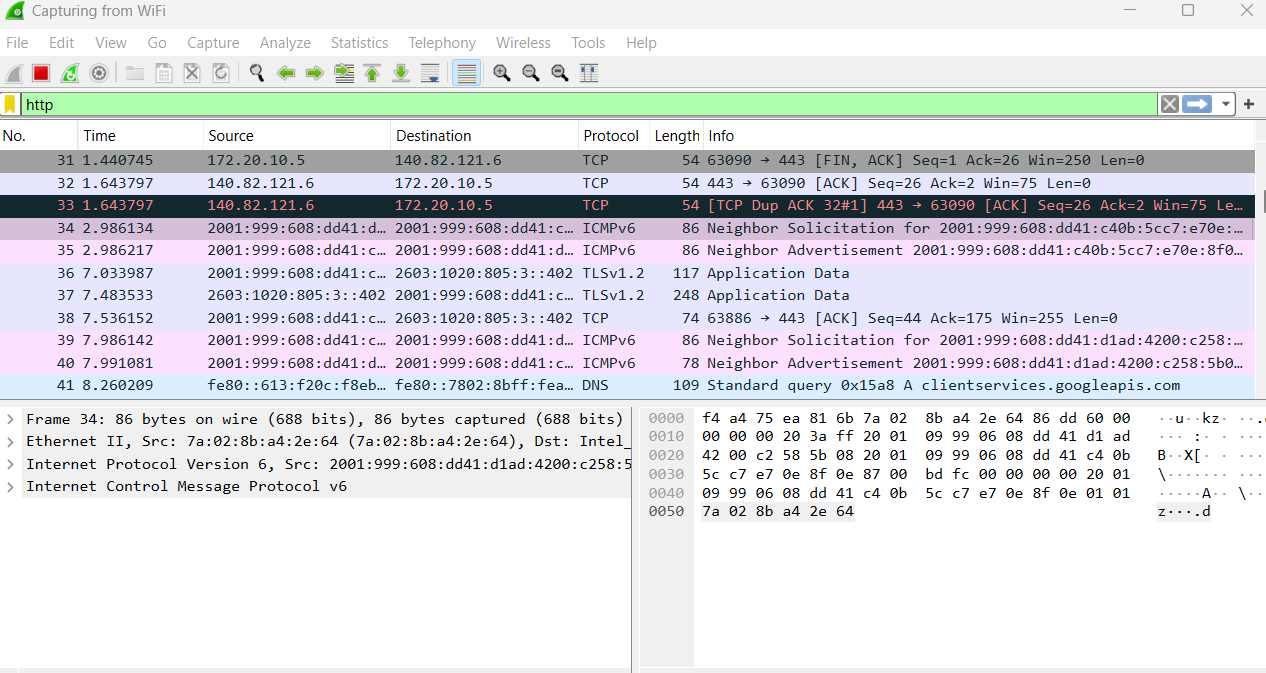 Capturing from WiFi
File Edit View Go Capture Analyze Statistics Telephony Wireless Tools Help
http
No. Time Source Destination Protocol Length Info
31 1.440745 172.20.10.5 140.82.121.6 TCP 54 63090 → 443 [FIN, ACK] Seq=1 Ack=26 Win=250 Len=0
32 1.643797 140.82.121.6 172.20.10.5 TCP 54 443 → 63090 [ACK] Seq=26 Ack=2 Win=75 Len=0
33 1.643797 140.82.121.6 172.20.10.5 TCP 54 [TCP Dup ACK 32#1] 443 → 63090 [ACK] Seq=26 Ack=2 Win=75 Le…
34 2.986134 2001:999:608:dd41:d… 2001:999:608:dd41:c… ICMPv6 86 Neighbor Solicitation for 2001:999:608:dd41:c40b:5cc7:e70e:…
35 2.986217 2001:999:608:dd41:c… 2001:999:608:dd41:d… ICMPv6 86 Neighbor Advertisement 2001:999:608:dd41:c40b:5cc7:e70e:8f0…
36 7.033987 2001:999:608:dd41:c… 2603:1020:805:3::402 TLSv1.2 117 Application Data
37 7.483533 2603:1020:805:3::402 2001:999:608:dd41:c… TLSv1.2 248 Application Data
38 7.536152 2001:999:608:dd41:c… 2603:1020:805:3::402 TCP 74 63886 → 443 [ACK] Seq=44 Ack=175 Win=255 Len=0
39 7.986142 2001:999:608:dd41:c… 2001:999:608:dd41:d… ICMPv6 86 Neighbor Solicitation for 2001:999:608:dd41:d1ad:4200:c258:…
40 7.991081 2001:999:608:dd41:d… 2001:999:608:dd41:c… ICMPv6 78 Neighbor Advertisement 2001:999:608:dd41:d1ad:4200:c258:5b0…
41 8.260209 fe80::613:f20c:f8eb… fe80::7802:8bff:fea… DNS 109 Standard query 0x15a8 A clientservices.googleapis.com
Frame 34: 86 bytes on wire (688 bits), 86 bytes captured (688 bits)
Ethernet II, Src: 7a:02:8b:a4:2e:64 (7a:02:8b:a4:2e:64), Dst: Intel_
Internet Protocol Version 6, Src: 2001:999:608:dd41:d1ad:4200:c258:5
Internet Control Message Protocol v6
0000 f4 a4 75 ea 81 6b 7a 02 8b a4 2e 64 86 dd 60 00 ··u··kz· ···.
0010 00 00 00 20 3a ff 20 01 09 99 06 08 dd 41 d1 ad ··· :· · ····
0020 42 00 c2 58 5b 08 20 01 09 99 06 08 dd 41 c4 0b B··X[· · ····
0030 5c c7 e7 0e 8f 0e 87 00 bd fc 00 00 00 00 20 01 \······· ····
0040 09 99 06 08 dd 41 c4 0b 5c c7 e7 0e 8f 0e 01 01 ·····A·· \···
0050 7a 02 8b a4 2e 64 z···.d